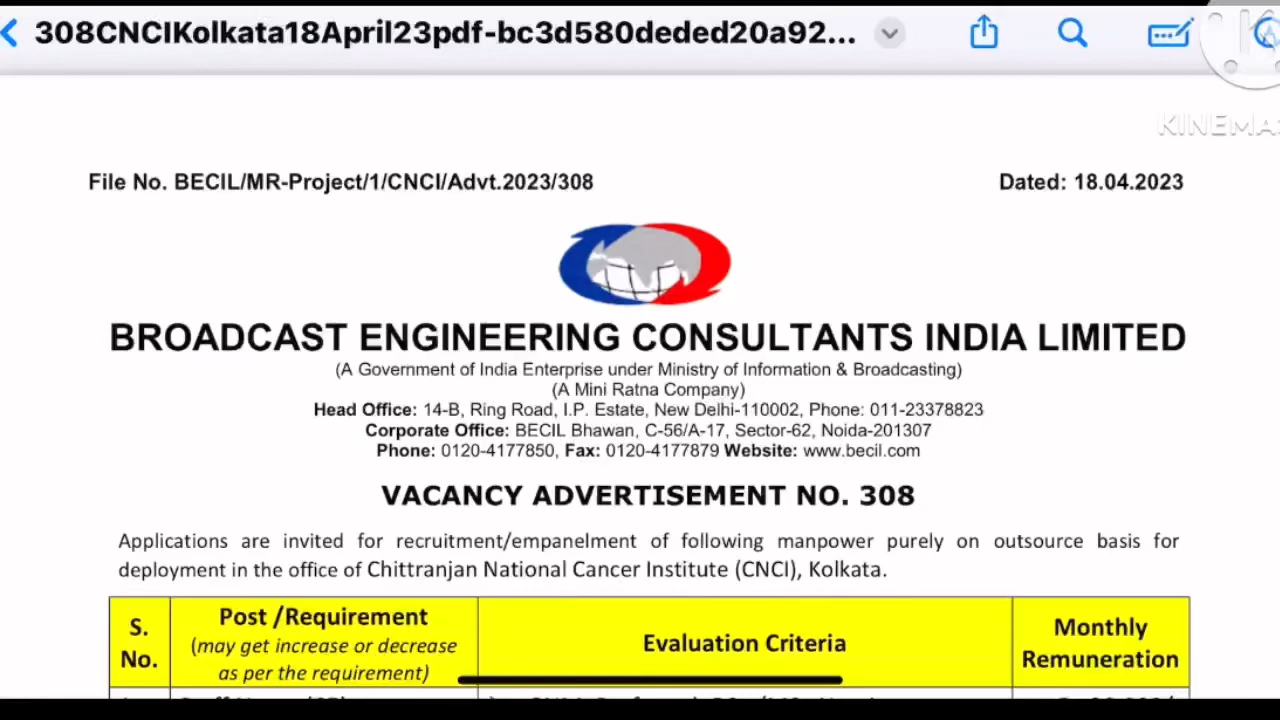 308CNCIKolkata18April23pdf-bc3d580deded20a92...
KINEMA
File No. BECIL/MR-Project/1/CNCI/Advt.2023/308 Dated: 18.04.2023
BROADCAST ENGINEERING CONSULTANTS INDIA LIMITED
(A Government of India Enterprise under Ministry of Information & Broadcasting)
(A Mini Ratna Company)
Head Office: 14-B, Ring Road, I.P. Estate, New Delhi-110002, Phone: 011-23378823
Corporate Office: BECIL Bhawan, C-56/A-17, Sector-62, Noida-201307
Phone: 0120-4177850, Fax: 0120-4177879 Website: www.becil.com
VACANCY ADVERTISEMENT NO. 308
Applications are invited for recruitment/empanelment of following manpower purely on outsource basis for
deployment in the office of Chittranjan National Cancer Institute (CNCI), Kolkata.
S.
No.
Post /Requirement
(may get increase or decrease
as per the requirement)
Evaluation Criteria
Monthly
Remuneration